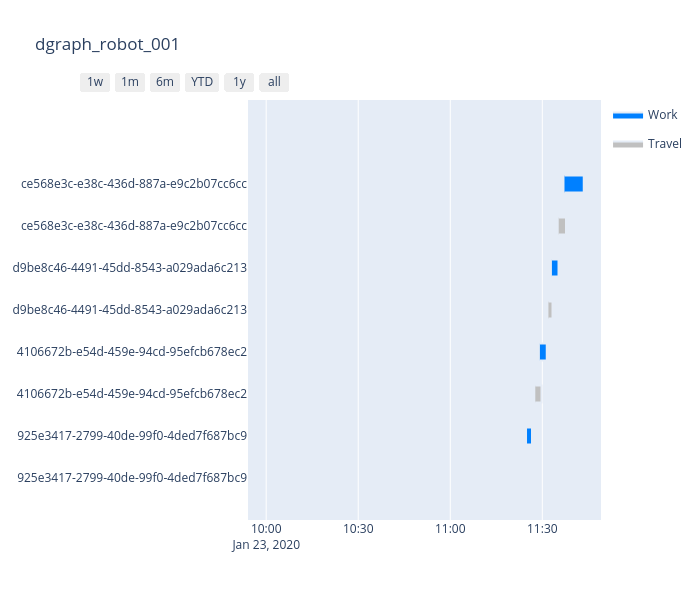 dgraph_robot_001
1w 1m 6m YTD 1y all
Work
Travel
ce568e3c-e38c-436d-887a-e9c2b07cc6cc
ce568e3c-e38c-436d-887a-e9c2b07cc6cc
d9be8c46-4491-45dd-8543-a029ada6c213
d9be8c46-4491-45dd-8543-a029ada6c213
4106672b-e54d-459e-94cd-95efcb678ec2
4106672b-e54d-459e-94cd-95efcb678ec2
925e3417-2799-40de-99f0-4ded7f687bc9
925e3417-2799-40de-99f0-4ded7f687bc9
10:00 10:30 11:00 11:30
Jan 23, 2020